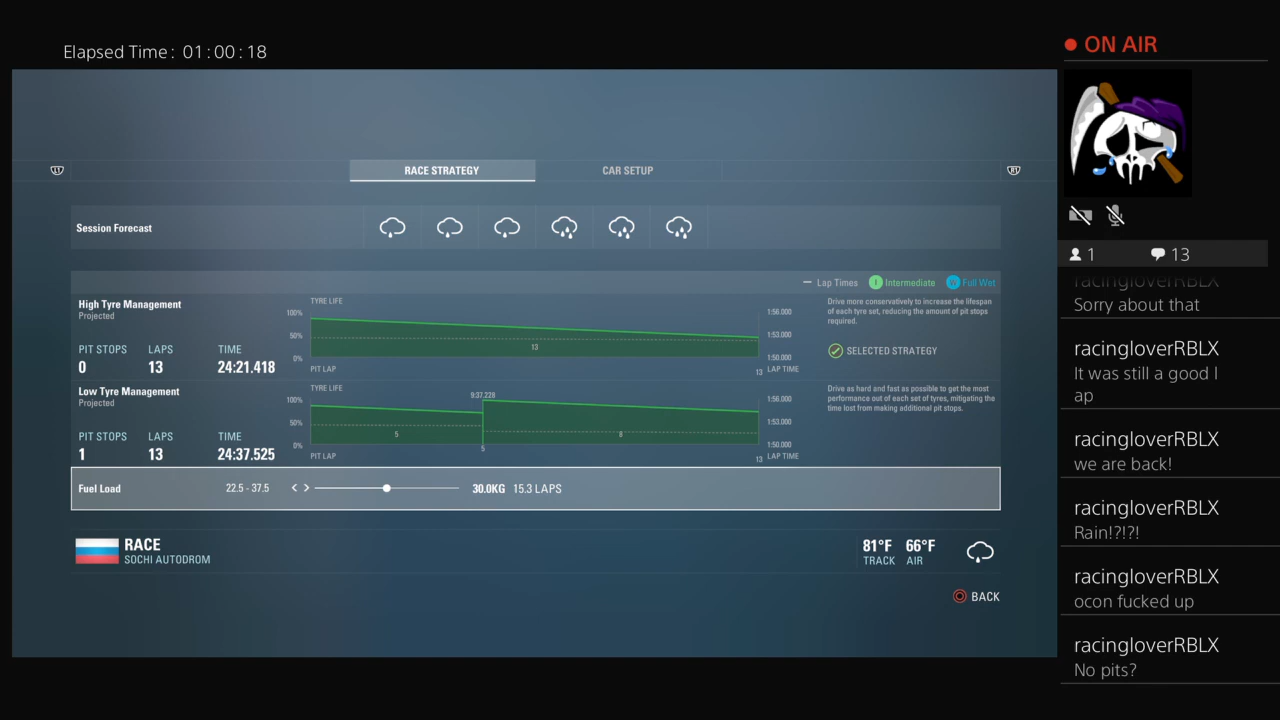 Elapsed Time: 01:00:18
ON AIR
L1
RACE STRATEGY
CAR SETUP
R1
Session Forecast
1
13
Lap Times
I Intermediate
Full Wet
High Tyre Management
Projected
PIT STOPS LAPS TIME
0 13 24:21.418
TYRE LIFE
100%
50%
0%
13
PIT LAP
1:56.000
1:53.000
1:50.000
13 LAP TIME
Drive more conservatively to increase the lifespan
of each tyre set, reducing the amount of pit stops
required.
SELECTED STRATEGY
Low Tyre Management
Projected
PIT STOPS LAPS TIME
1 13 24:37.525
TYRE LIFE
100%
50%
0%
9:37.228
5
8
5
PIT LAP
1:56.000
1:53.000
1:50.000
13 LAP TIME
Drive as hard and fast as possible to get the most
performance out of each set of tyres, mitigating the
time lost from making additional pit stops.
Fuel Load 22.5 - 37.5 < > 30.0KG 15.3 LAPS
RACE
SOCHI AUTODROM
81°F 66°F
TRACK AIR
BACK
racingloverRBLX
Sorry about that
racingloverRBLX
It was still a good l
ap
racingloverRBLX
we are back!
racingloverRBLX
Rain!?!?!
racingloverRBLX
ocon fucked up
racingloverRBLX
No pits?